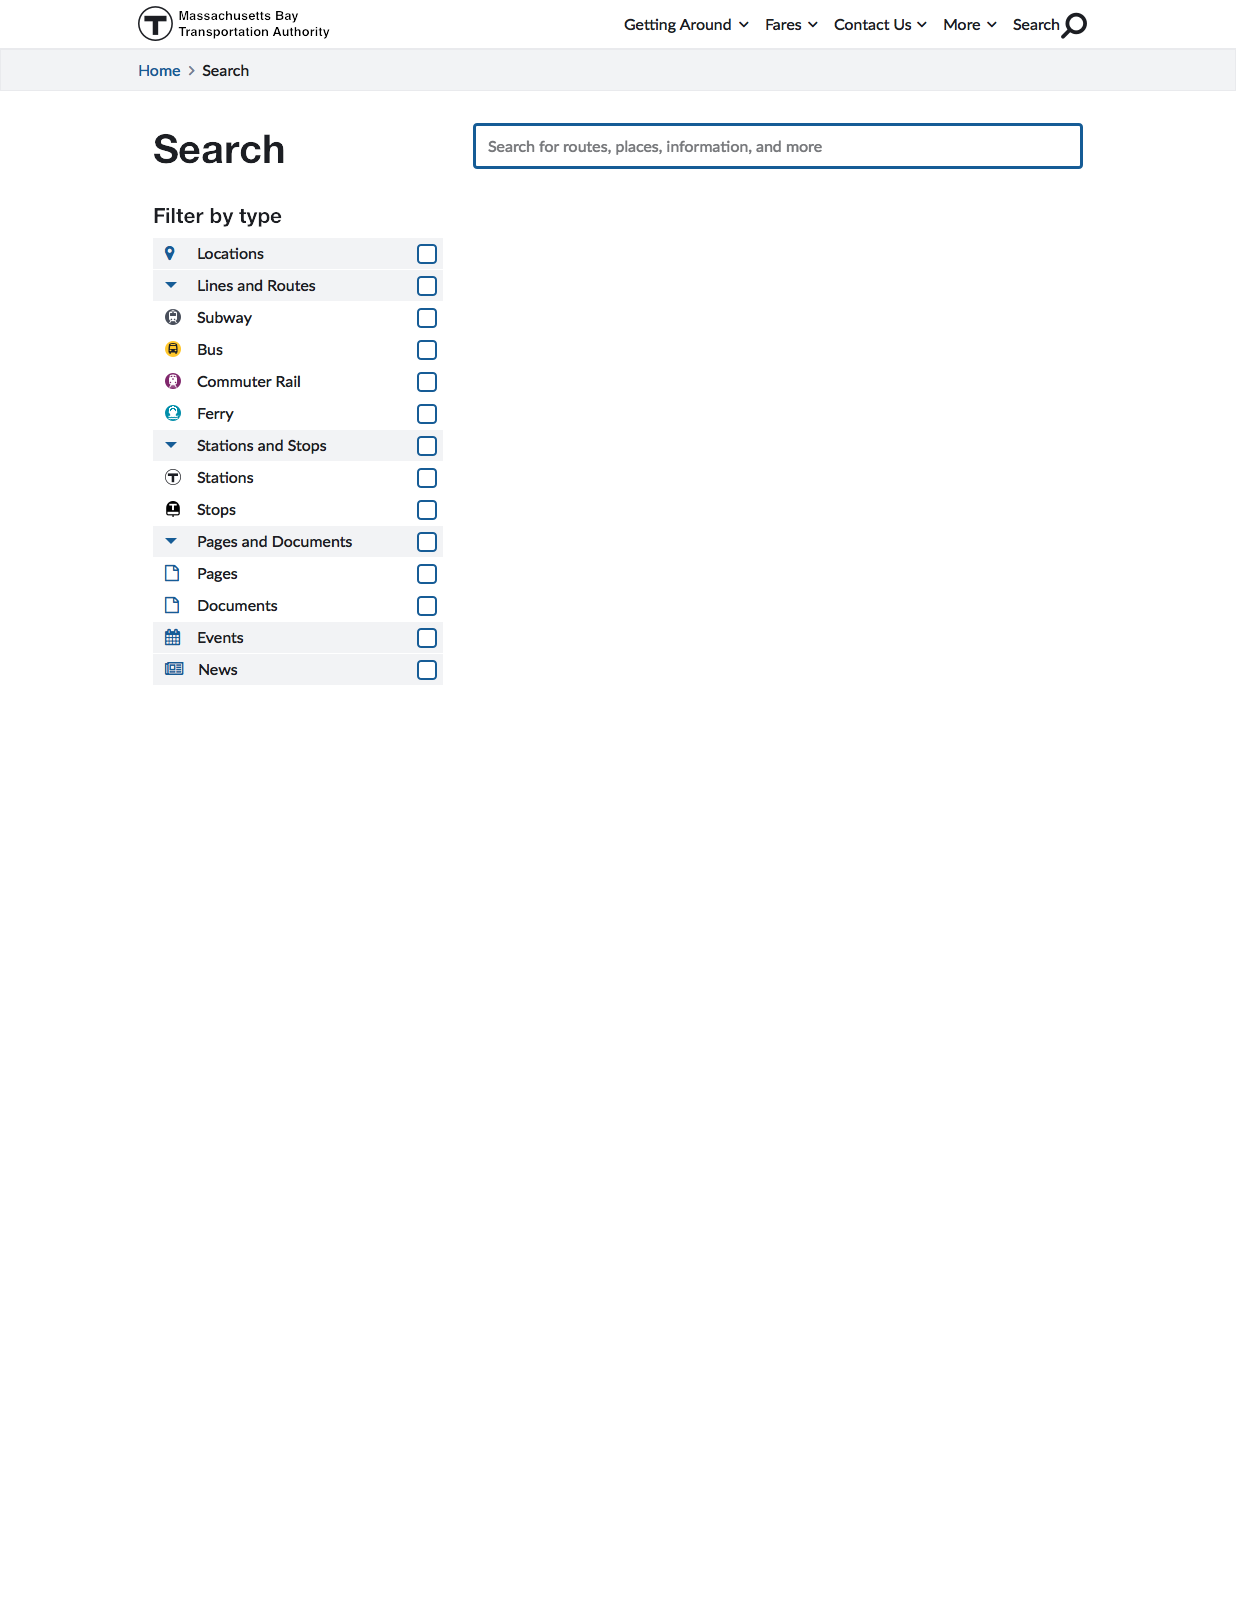 Massachusetts Bay
Transportation Authority
Getting Around Fares Contact Us More Search
Home > Search
Search
Search for routes, places, information, and more
Filter by type
Locations
Lines and Routes
Subway
Bus
Commuter Rail
Ferry
Stations and Stops
Stations
Stops
Pages and Documents
Pages
Documents
Events
News